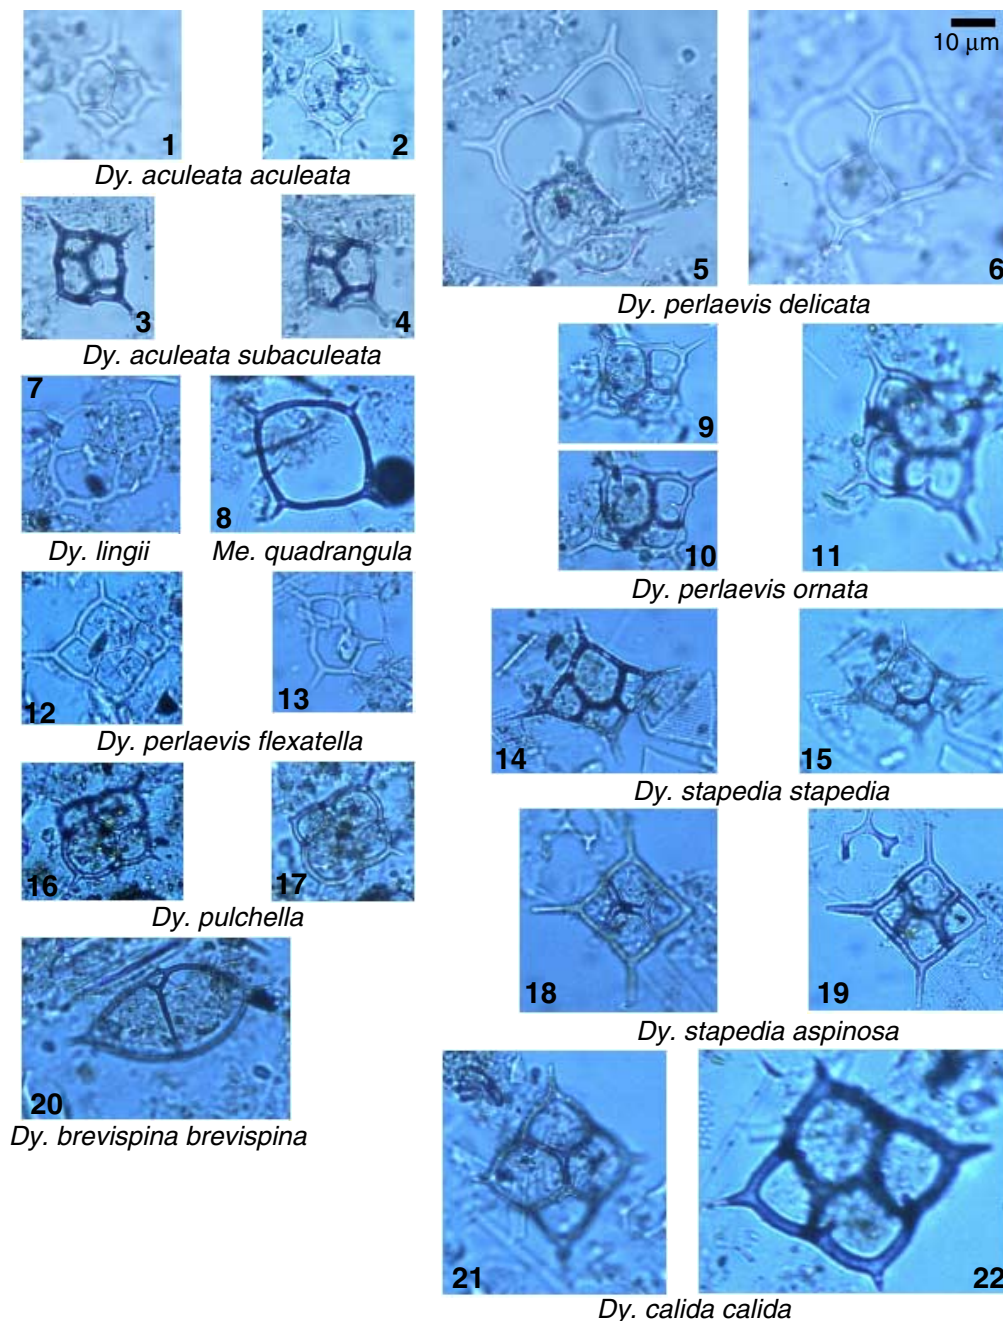 1
2
Dy. aculeata aculeata
3
4
Dy. aculeata subaculeata
7
8
Dy. lingii
Me. quadrangula
12
13
Dy. perlaevis flexatella
16
17
Dy. pulchella
20
Dy. brevispina brevispina
10 µm
5
6
Dy. perlaevis delicata
9
10
11
Dy. perlaevis ornata
14
15
Dy. stapedia stapedia
18
19
Dy. stapedia aspinosa
21
22
Dy. calida calida